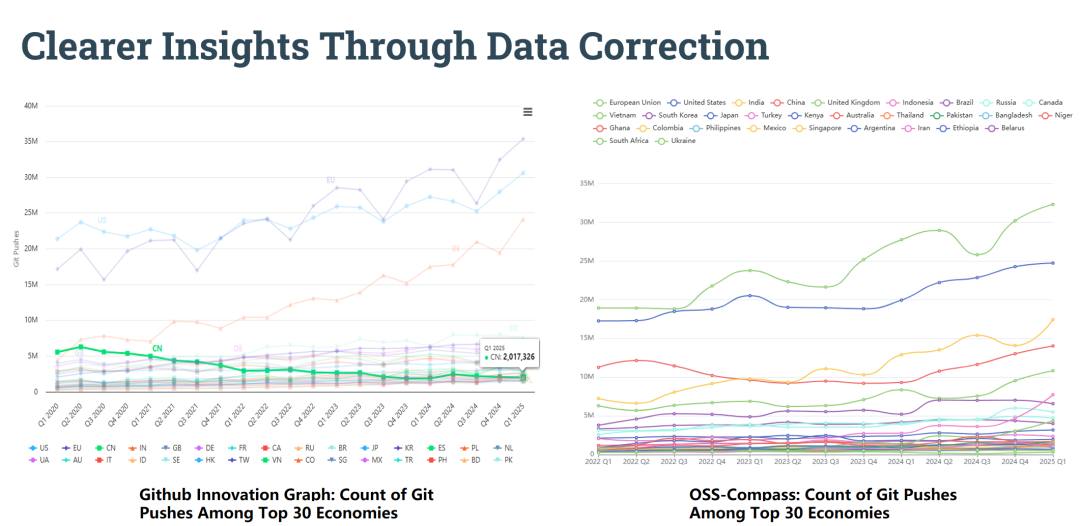 Clearer Insights Through Data Correction
40M
35M
30M
25M
20M
15M
10M
5M
0
Git Pushes
EU
US
IN
CN
DE
Q1 2025
CN: 2,017,326
Q1 2020
Q2 2020
Q3 2020
Q4 2020
Q1 2021
Q2 2021
Q3 2021
Q4 2021
Q1 2022
Q2 2022
Q3 2022
Q4 2022
Q1 2023
Q2 2023
Q3 2023
Q4 2023
Q1 2024
Q2 2024
Q3 2024
Q4 2024
Q1 2025
US EU CN IN GB DE FR CA RU BR JP KR ES PL NL
UA AU IT ID SE HK TW VN CO SG MX TR PH BD PK
Github Innovation Graph: Count of Git
Pushes Among Top 30 Economies
European Union United States India China United Kingdom Indonesia Brazil Russia Canada
Vietnam South Korea Japan Turkey Kenya Australia Thailand Pakistan Bangladesh Niger
Ghana Colombia Philippines Mexico Singapore Argentina Iran Ethiopia Belarus
South Africa Ukraine
35M
30M
25M
20M
15M
10M
5M
0
2022 Q1 2022 Q2 2022 Q3 2022 Q4 2023 Q1 2023 Q2 2023 Q3 2023 Q4 2024 Q1 2024 Q2 2024 Q3 2024 Q4 2025 Q1
OSS-Compass: Count of Git Pushes
Among Top 30 Economies